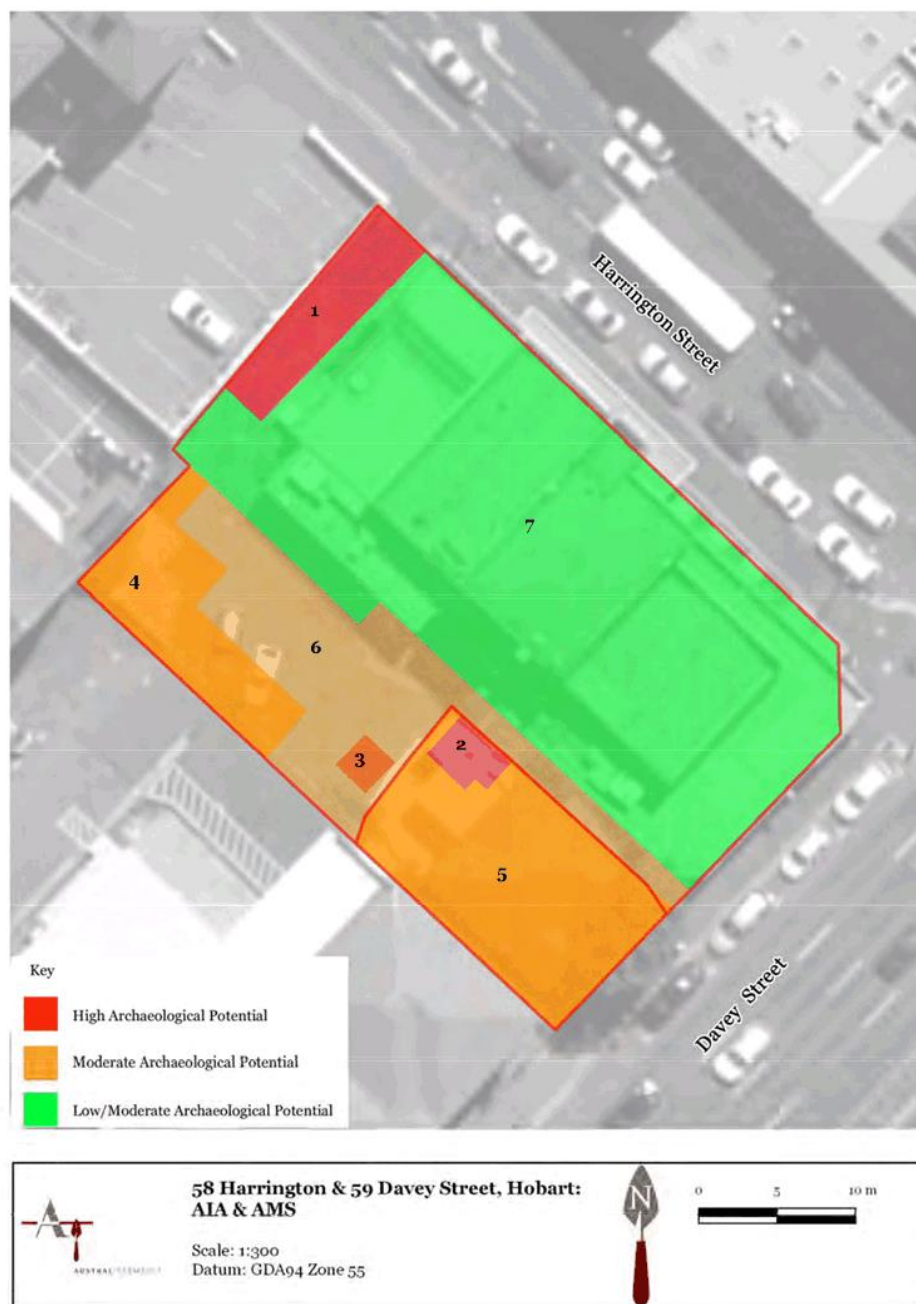 1
Harrington Street
7
4
6
2
3
5
Davey Street
Key
High Archaeological Potential
Moderate Archaeological Potential
Low/Moderate Archaeological Potential
A
AUSTRAL
58 Harrington & 59 Davey Street, Hobart:
AIA & AMS
Scale: 1:300
Datum: GDA94 Zone 55
N
0 5 10 m